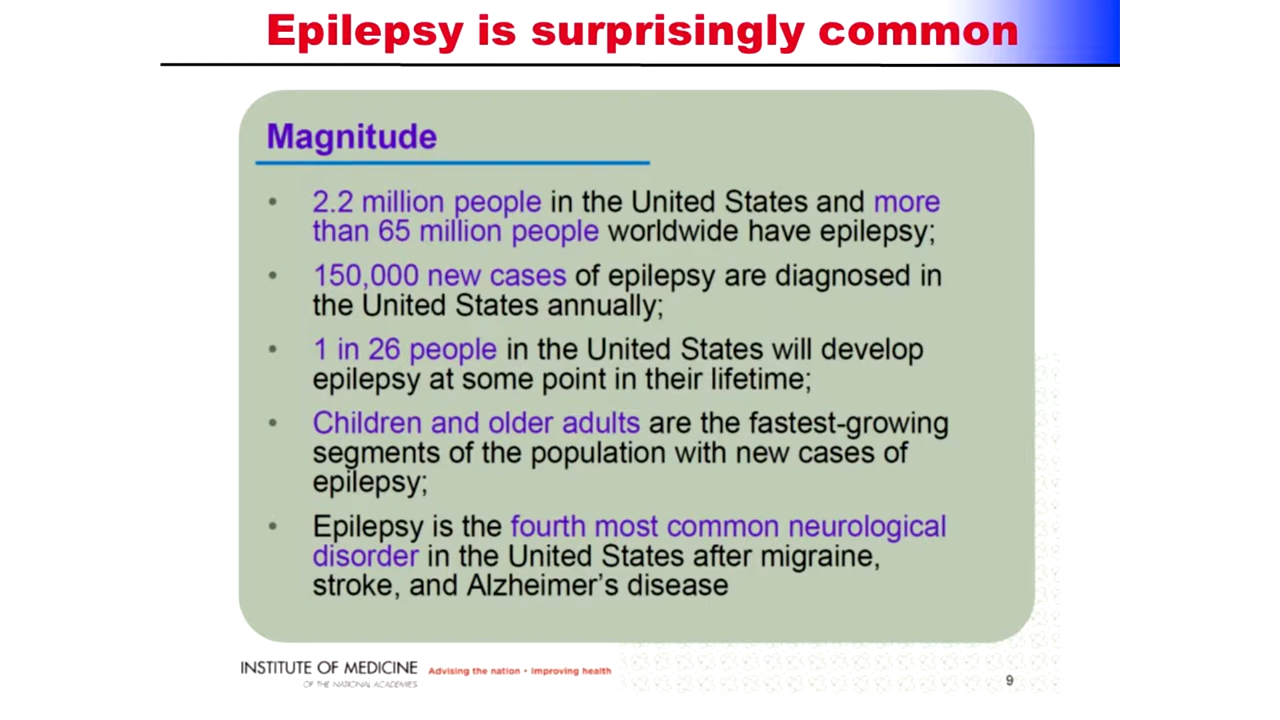 Epilepsy is surprisingly common
Magnitude
• 2.2 million people in the United States and more
than 65 million people worldwide have epilepsy;
• 150,000 new cases of epilepsy are diagnosed in
the United States annually;
• 1 in 26 people in the United States will develop
epilepsy at some point in their lifetime;
• Children and older adults are the fastest-growing
segments of the population with new cases of
epilepsy;
• Epilepsy is the fourth most common neurological
disorder in the United States after migraine,
stroke, and Alzheimer’s disease
INSTITUTE OF MEDICINE Advising the nation • Improving health
OF THE NATIONAL ACADEMIES
9